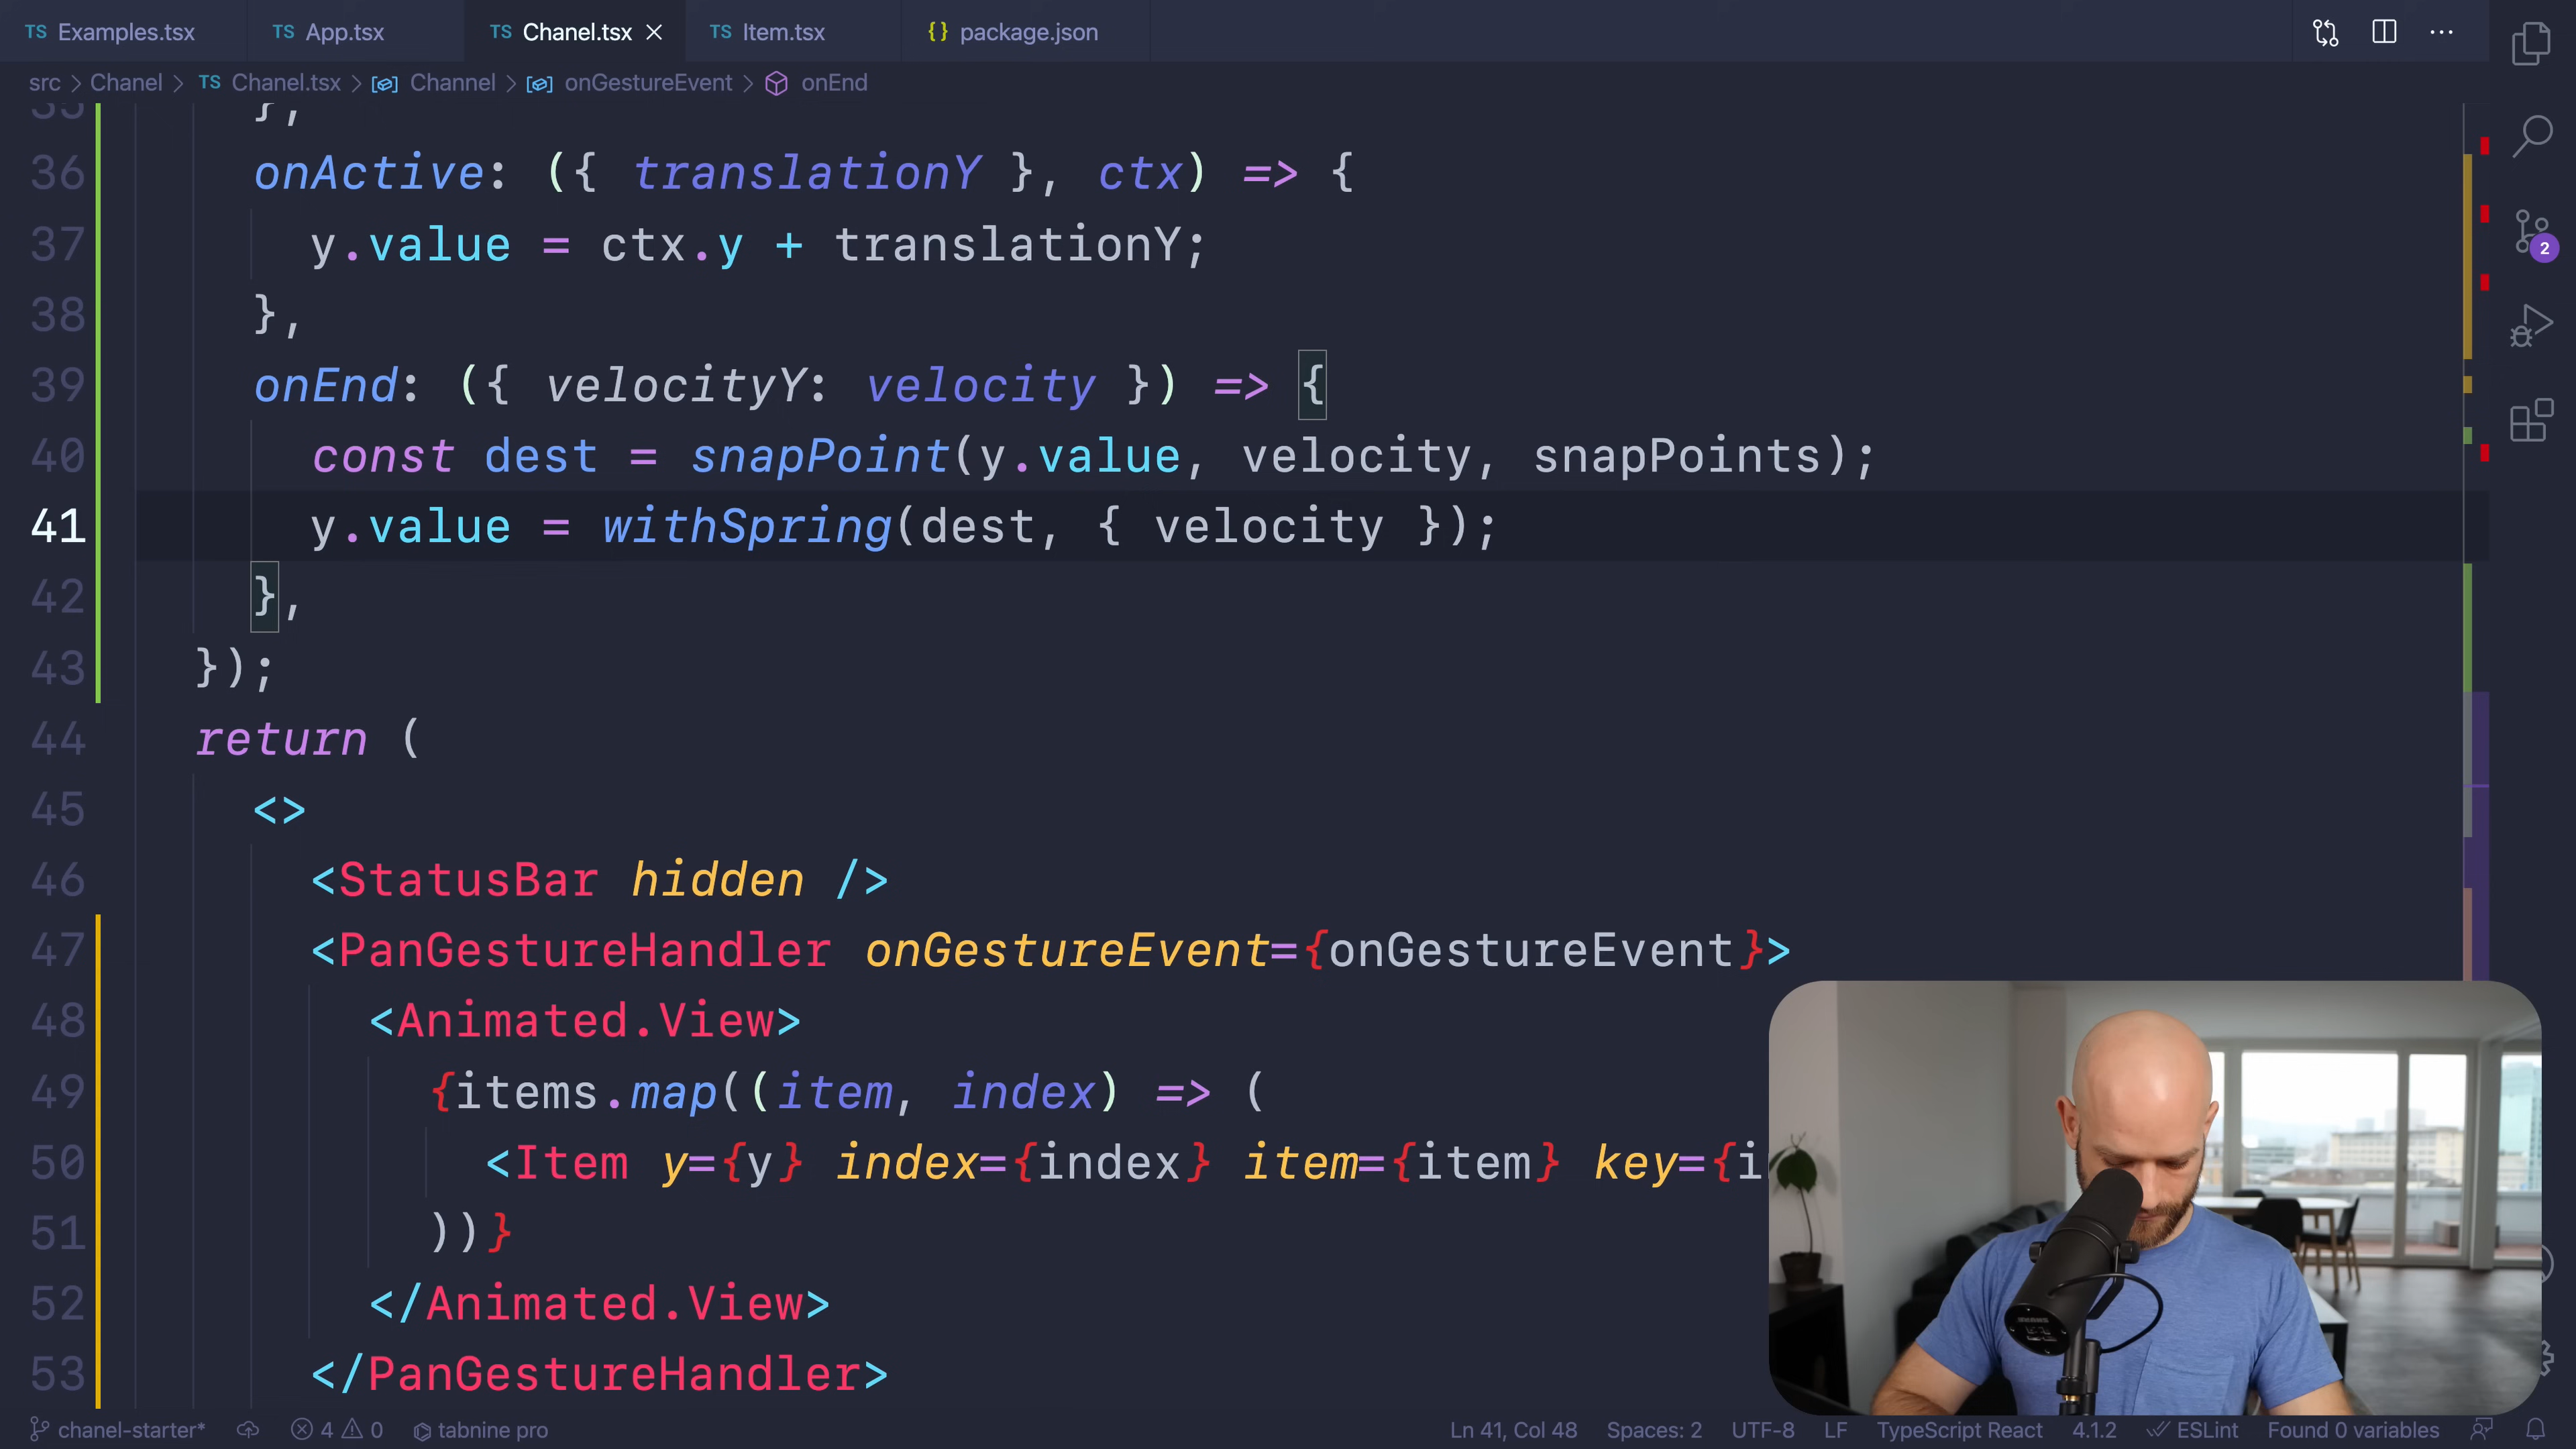 TS Examples.tsx TS App.tsx TS Chanel.tsx TS Item.tsx {} package.json
src > Chanel > TS Chanel.tsx > Channel > onGestureEvent > onEnd
35 },
36 onActive: ({ translationY }, ctx) => {
37 y.value = ctx.y + translationY;
38 },
39 onEnd: ({ velocityY: velocity }) => {
40 const dest = snapPoint(y.value, velocity, snapPoints);
41 y.value = withSpring(dest, { velocity });
42 },
43 });
44 return (
45 <>
46 <StatusBar hidden />
47 <PanGestureHandler onGestureEvent={onGestureEvent}>
48 <Animated.View>
49 {items.map((item, index) => (
50 <Item y={y} index={index} item={item} key={i
51 ))}
52 </Animated.View>
53 </PanGestureHandler>
2
chanel-starter* 4 0 tabnine pro Ln 41, Col 48 Spaces: 2 UTF-8 LF TypeScript React 4.1.2 ESLint Found 0 variables